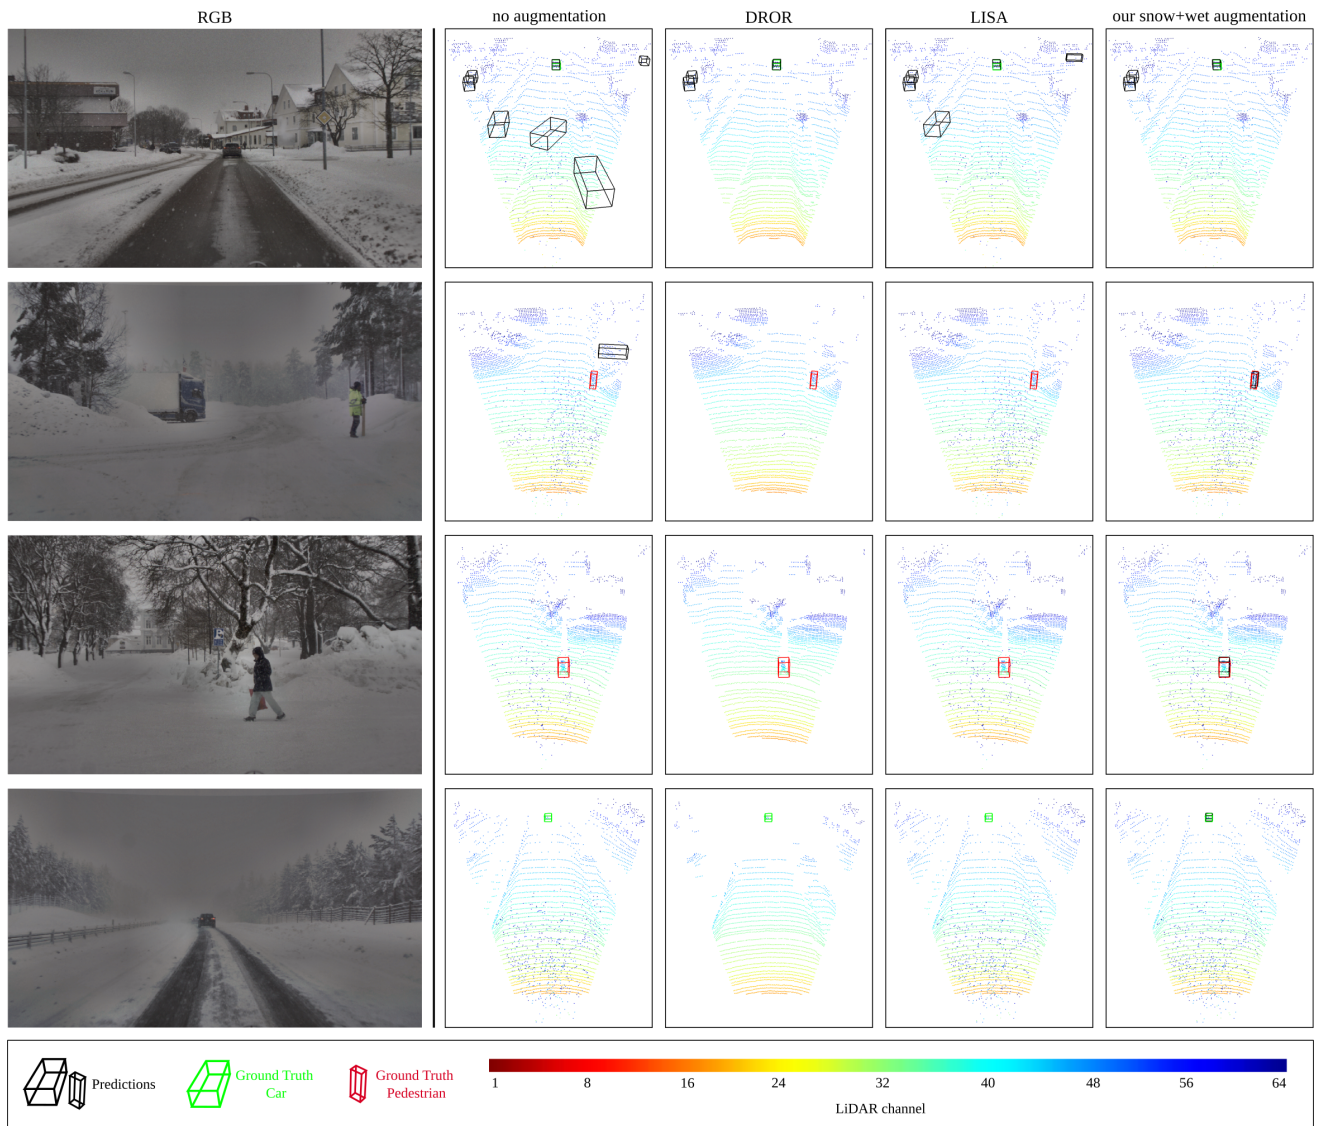 RGB
no augmentation
DROR
LISA
our snow+wet augmentation
Predictions
Ground Truth
Car
Ground Truth
Pedestrian
1 8 16 24 32 40 48 56 64
LiDAR channel